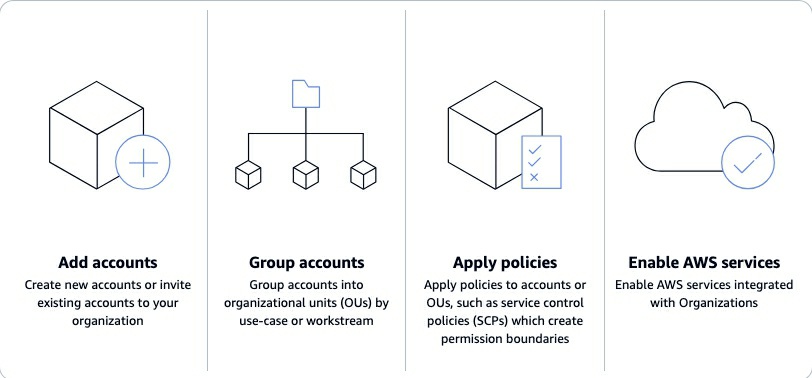 Add accounts
Create new accounts or invite
existing accounts to your
organization
Group accounts
Group accounts into
organizational units (OUs) by
use-case or workstream
Apply policies
Apply policies to accounts or
OUs, such as service control
policies (SCPs) which create
permission boundaries
Enable AWS services
Enable AWS services integrated
with Organizations